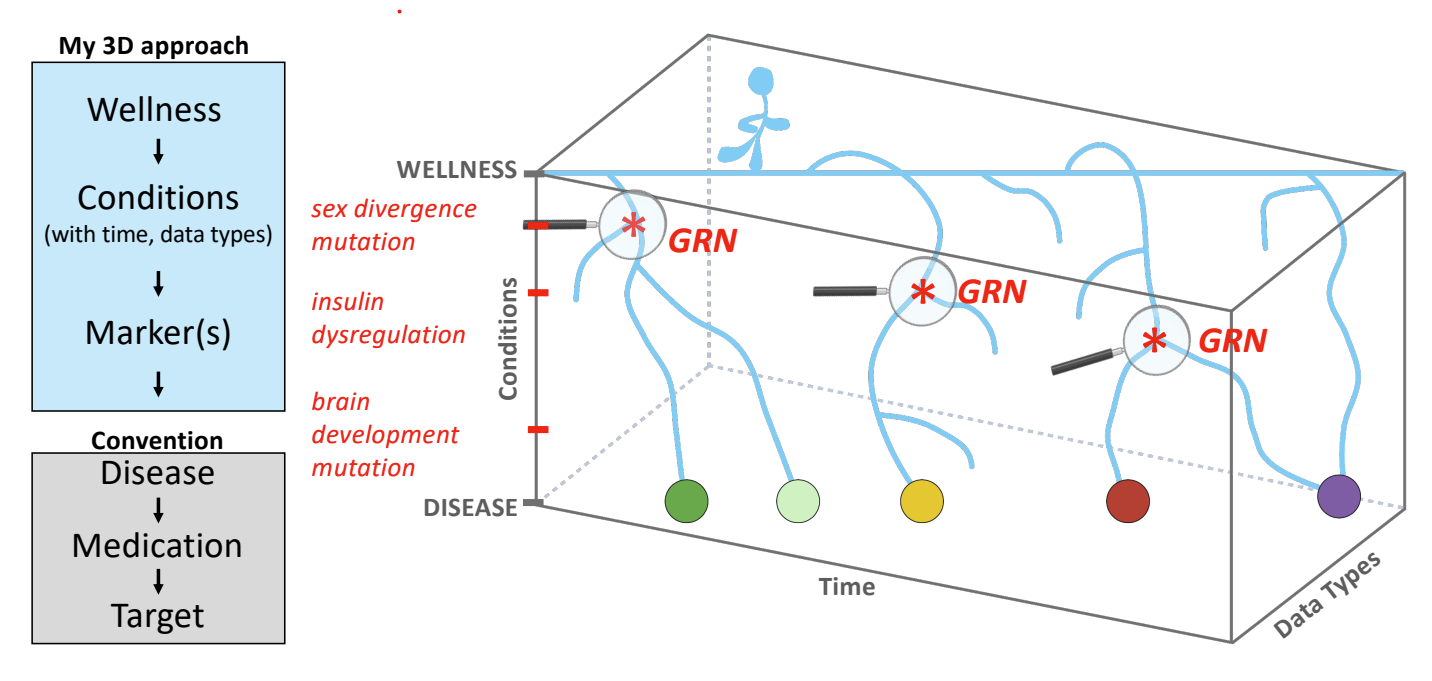 My 3D approach
Wellness
Conditions
(with time, data types)
Marker(s)
Convention
Disease
Medication
Target
WELLNESS
sex divergence
mutation
insulin
dysregulation
brain
development
mutation
Conditions
DISEASE
*
GRN
*
GRN
*
GRN
Time
Data Types